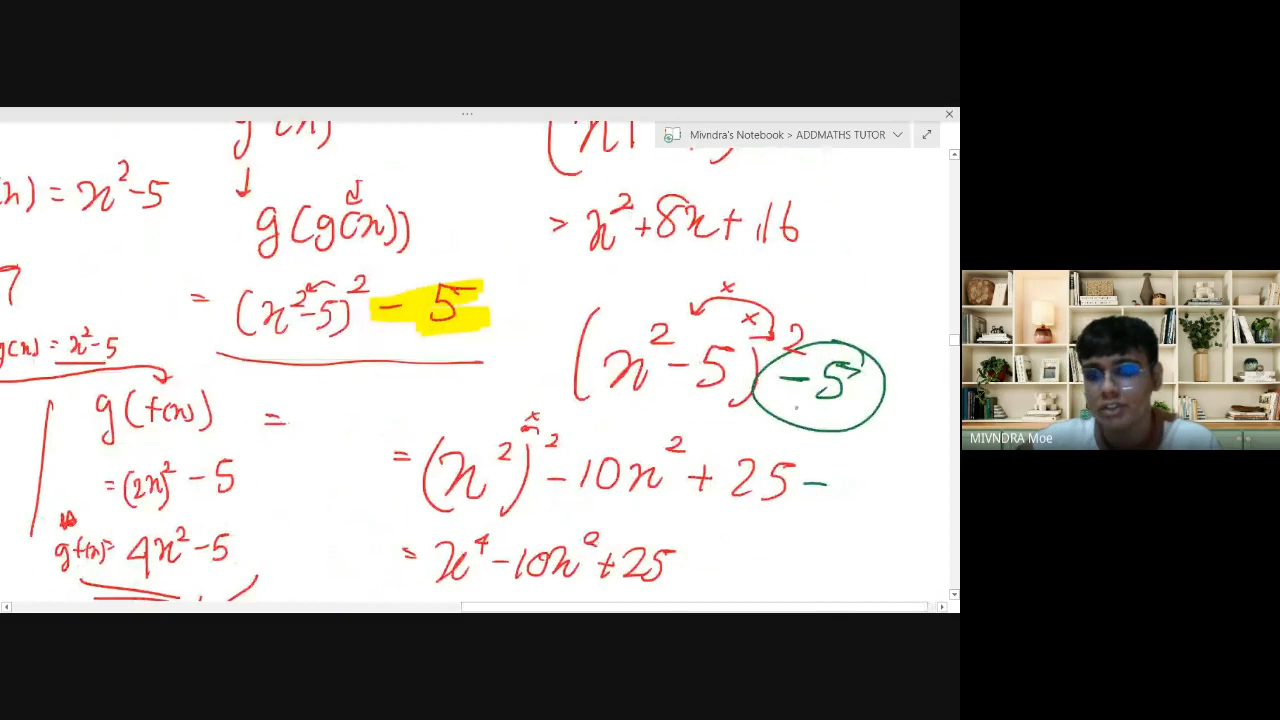 Mivndra's Notebook > ADDMATHS TUTOR
(x) = x² - 5
g(g(x))
= (x² - 5)² - 5
g(x) = x² - 5
g(f(x)) =
= (2x)² - 5
gf(x) = 4x² - 5
> x² + 8x + 16
(x² - 5)² - 5
= (x²)² - 10x² + 25 -
= x⁴ - 10x² + 25
MIVNDRA Moe